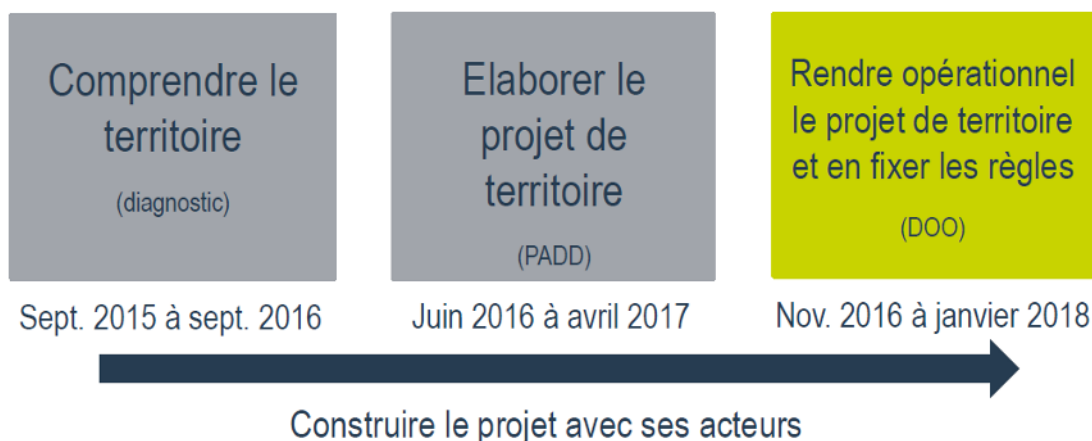 Comprendre le
territoire
(diagnostic)
Sept. 2015 à sept. 2016
Elaborer le
projet de
territoire
(PADD)
Juin 2016 à avril 2017
Rendre opérationnel
le projet de territoire
et en fixer les règles
(DOO)
Nov. 2016 à janvier 2018
Construire le projet avec ses acteurs